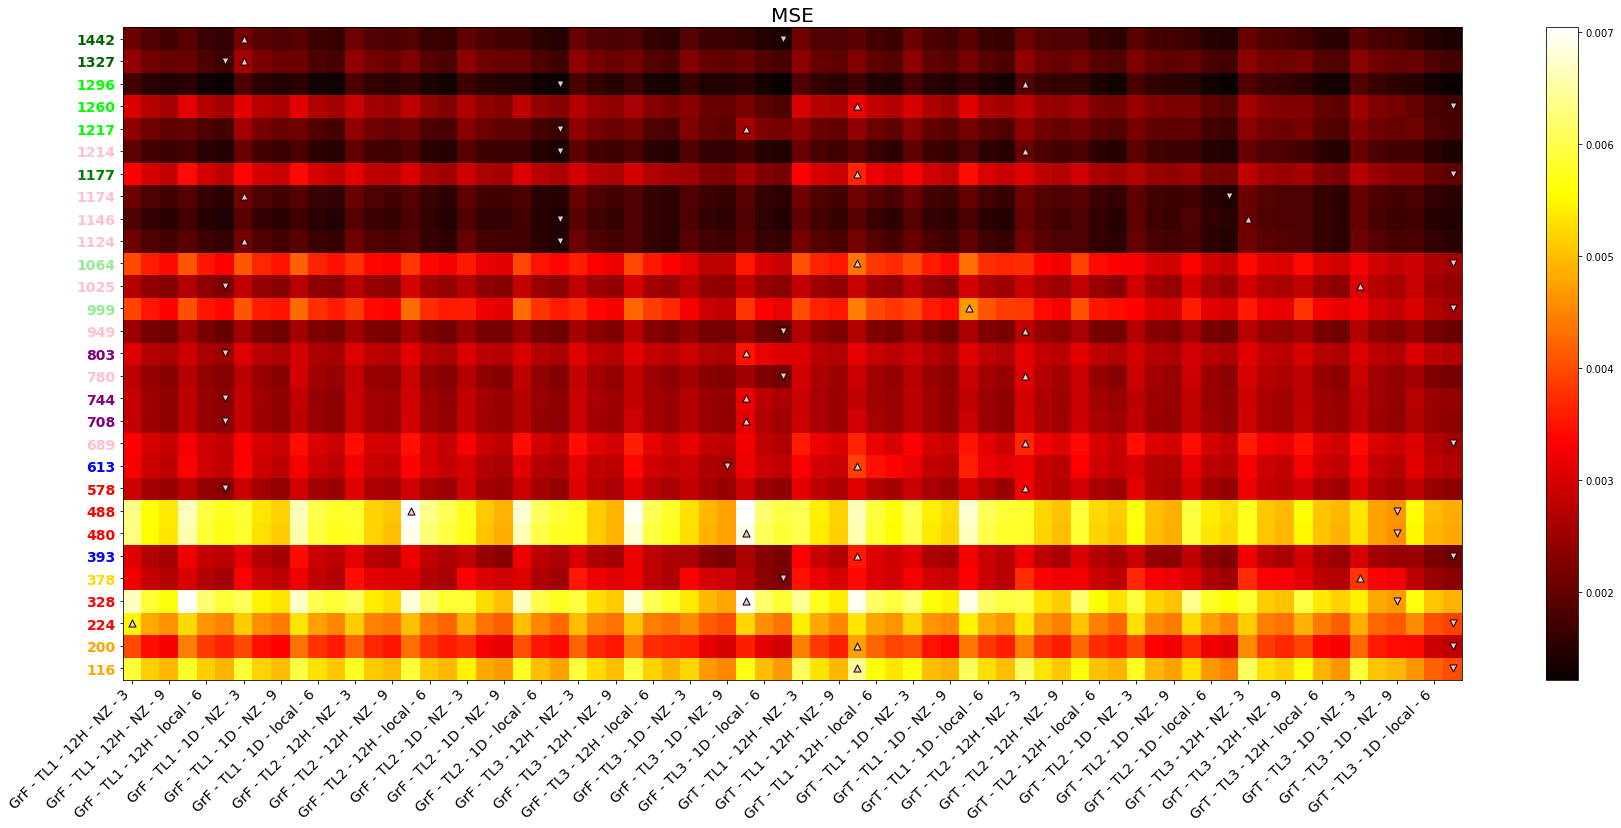 MSE
1442
1327
1296
1260
1217
1214
1177
1174
1146
1124
1064
1025
999
949
803
780
744
708
689
613
578
488
480
393
378
328
224
200
116
0.007
0.006
0.005
0.004
0.003
0.002
GrF - TL1 - 12H - NZ - 3
GrF - TL1 - 12H - NZ - 9
GrF - TL1 - 12H - local - 6
GrF - TL1 - 1D - NZ - 3
GrF - TL1 - 1D - NZ - 9
GrF - TL1 - 1D - local - 6
GrF - TL2 - 12H - NZ - 3
GrF - TL2 - 12H - NZ - 9
GrF - TL2 - 12H - local - 6
GrF - TL2 - 1D - NZ - 3
GrF - TL2 - 1D - NZ - 9
GrF - TL2 - 1D - local - 6
GrF - TL3 - 12H - NZ - 3
GrF - TL3 - 12H - NZ - 9
GrF - TL3 - 12H - local - 6
GrF - TL3 - 1D - NZ - 3
GrF - TL3 - 1D - NZ - 9
GrF - TL3 - 1D - local - 6
GrT - TL1 - 12H - NZ - 3
GrT - TL1 - 12H - NZ - 9
GrT - TL1 - 12H - local - 6
GrT - TL1 - 1D - NZ - 3
GrT - TL1 - 1D - NZ - 9
GrT - TL1 - 1D - local - 6
GrT - TL2 - 12H - NZ - 3
GrT - TL2 - 12H - NZ - 9
GrT - TL2 - 12H - local - 6
GrT - TL2 - 1D - NZ - 3
GrT - TL2 - 1D - NZ - 9
GrT - TL2 - 1D - local - 6
GrT - TL3 - 12H - NZ - 3
GrT - TL3 - 12H - NZ - 9
GrT - TL3 - 12H - local - 6
GrT - TL3 - 1D - NZ - 3
GrT - TL3 - 1D - NZ - 9
GrT - TL3 - 1D - local - 6